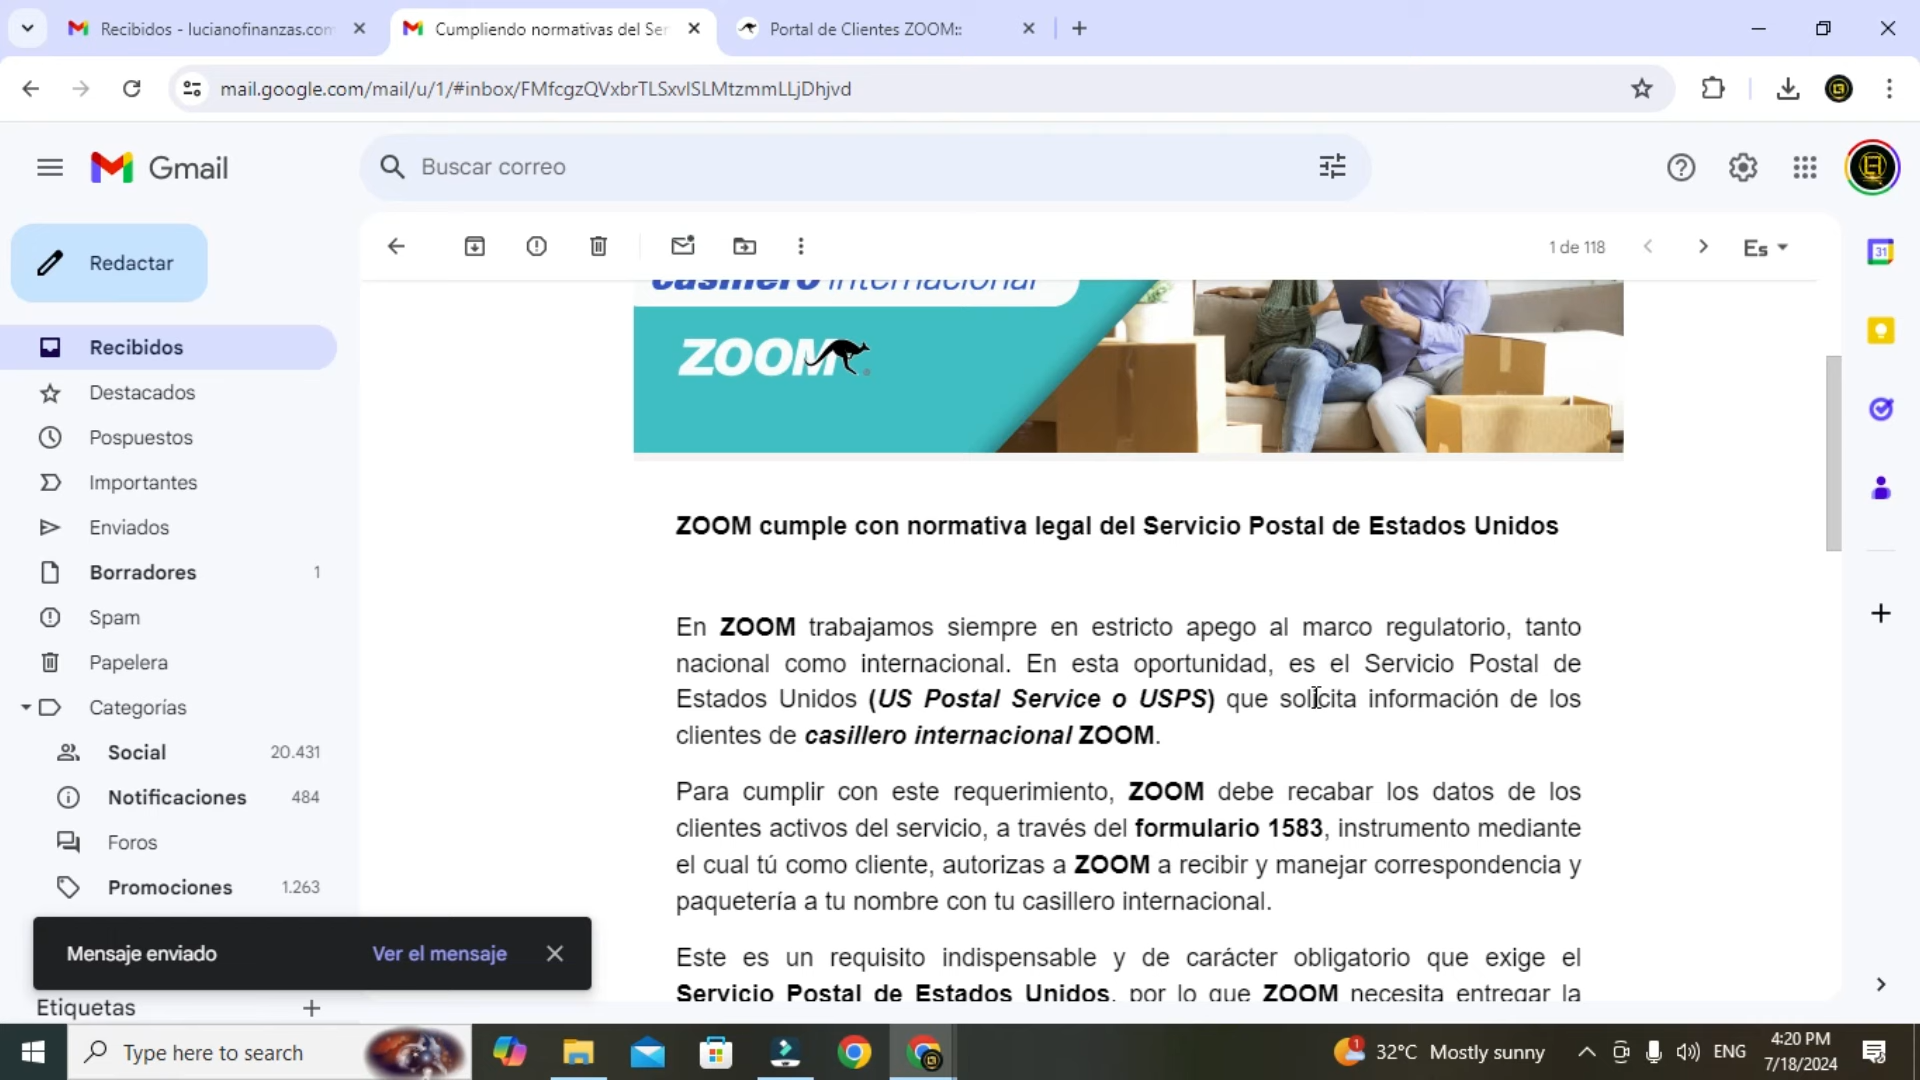 Recibidos - lucianofinanzas.com
Cumpliendo normativas del Ser
Portal de Clientes ZOOM::
mail.google.com/mail/u/1/#inbox/FMfcgzQVxbrTLSxvlSLMtzmmLLjDhjvd
Gmail
Buscar correo
Redactar
1 de 118
Es
Recibidos
Destacados
Pospuestos
Importantes
Enviados
Borradores 1
Spam
Papelera
Categorías
Social 20.431
Notificaciones 484
Foros
Promociones 1.263
Etiquetas
Mensaje enviado Ver el mensaje
casillero internacional
ZOOM
ZOOM cumple con normativa legal del Servicio Postal de Estados Unidos
En ZOOM trabajamos siempre en estricto apego al marco regulatorio, tanto
nacional como internacional. En esta oportunidad, es el Servicio Postal de
Estados Unidos (US Postal Service o USPS) que solicita información de los
clientes de casillero internacional ZOOM.
Para cumplir con este requerimiento, ZOOM debe recabar los datos de los
clientes activos del servicio, a través del formulario 1583, instrumento mediante
el cual tú como cliente, autorizas a ZOOM a recibir y manejar correspondencia y
paquetería a tu nombre con tu casillero internacional.
Este es un requisito indispensable y de carácter obligatorio que exige el
Servicio Postal de Estados Unidos, por lo que ZOOM necesita entregar la
31
Type here to search
1
32°C Mostly sunny
ENG
4:20 PM
7/18/2024